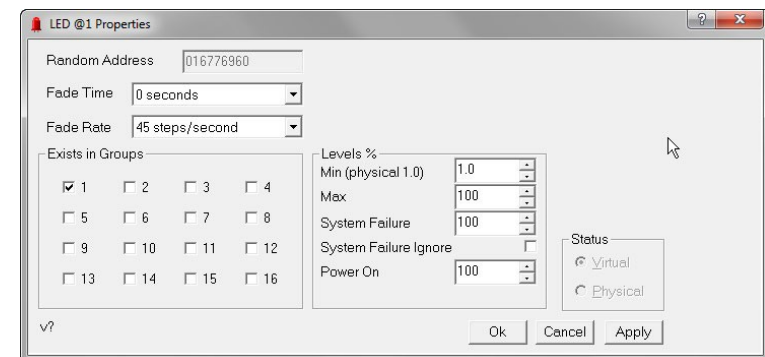 LED @1 Properties
Random Address 016776960
Fade Time 0 seconds
Fade Rate 45 steps/second
Exists in Groups
1 2 3 4
5 6 7 8
9 10 11 12
13 14 15 16
Levels %
Min (physical 1.0) 1.0
Max 100
System Failure 100
System Failure Ignore
Power On 100
Status
Virtual
Physical
v?
Ok Cancel Apply